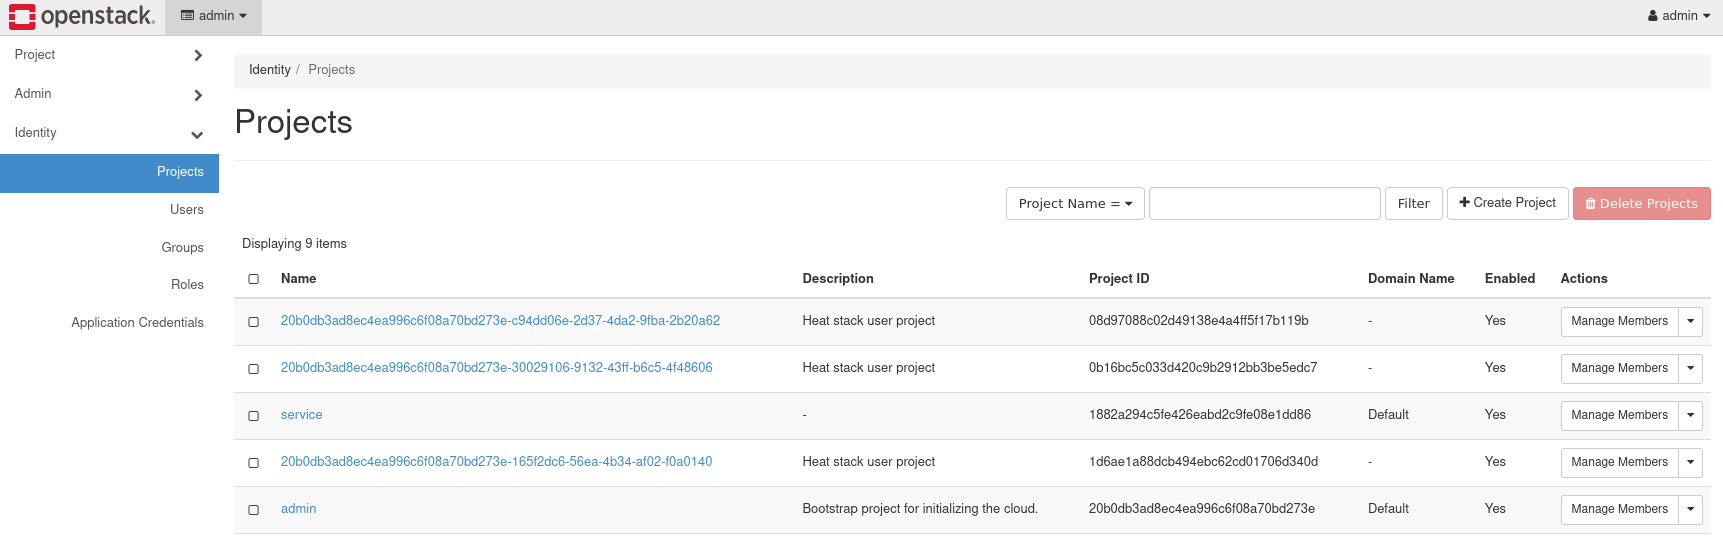 openstack. admin admin
Project
Admin
Identity
Projects
Users
Groups
Roles
Application Credentials
Identity / Projects
Projects
Project Name = Filter Create Project Delete Projects
Displaying 9 items
Name Description Project ID Domain Name Enabled Actions
20b0db3ad8ec4ea996c6f08a70bd273e-c94dd06e-2d37-4da2-9fba-2b20a62 Heat stack user project 08d97088c02d49138e4a4ff5f17b119b - Yes Manage Members
20b0db3ad8ec4ea996c6f08a70bd273e-30029106-9132-43ff-b6c5-4f48606 Heat stack user project 0b16bc5c033d420c9b2912bb3be5edc7 - Yes Manage Members
service - 1882a294c5fe426eabd2c9fe08e1dd86 Default Yes Manage Members
20b0db3ad8ec4ea996c6f08a70bd273e-165f2dc6-56ea-4b34-af02-f0a0140 Heat stack user project 1d6ae1a88dcb494ebc62cd01706d340d - Yes Manage Members
admin Bootstrap project for initializing the cloud. 20b0db3ad8ec4ea996c6f08a70bd273e Default Yes Manage Members